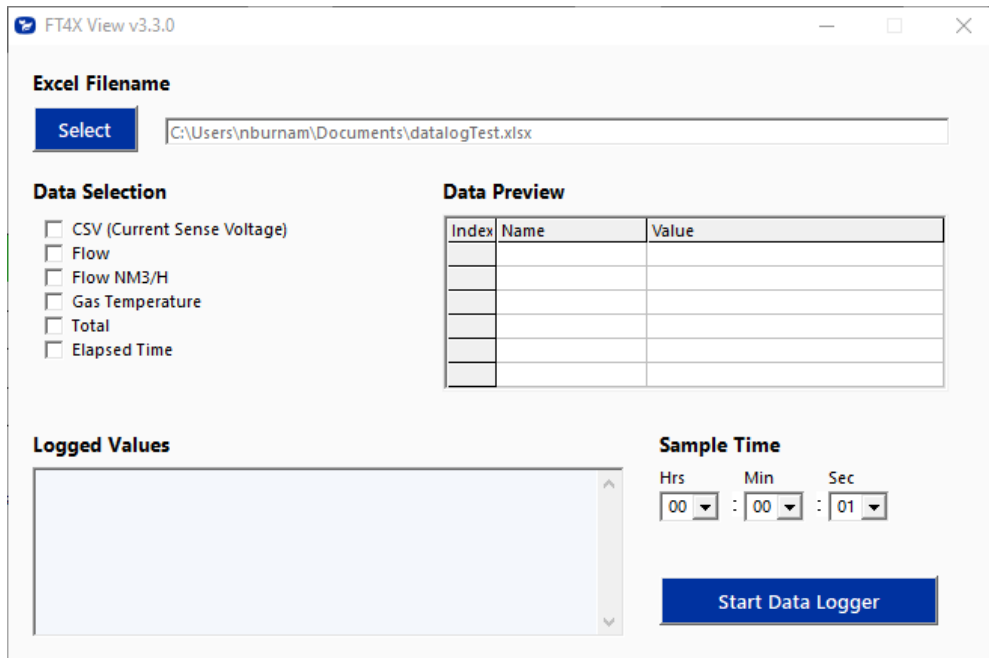 FT4X View v3.3.0
Excel Filename
Select
C:\Users\nburnam\Documents\datalogTest.xlsx
Data Selection
CSV (Current Sense Voltage)
Flow
Flow NM3/H
Gas Temperature
Total
Elapsed Time
Data Preview
Index Name Value
Logged Values
Sample Time
Hrs Min Sec
00 : 00 : 01
Start Data Logger